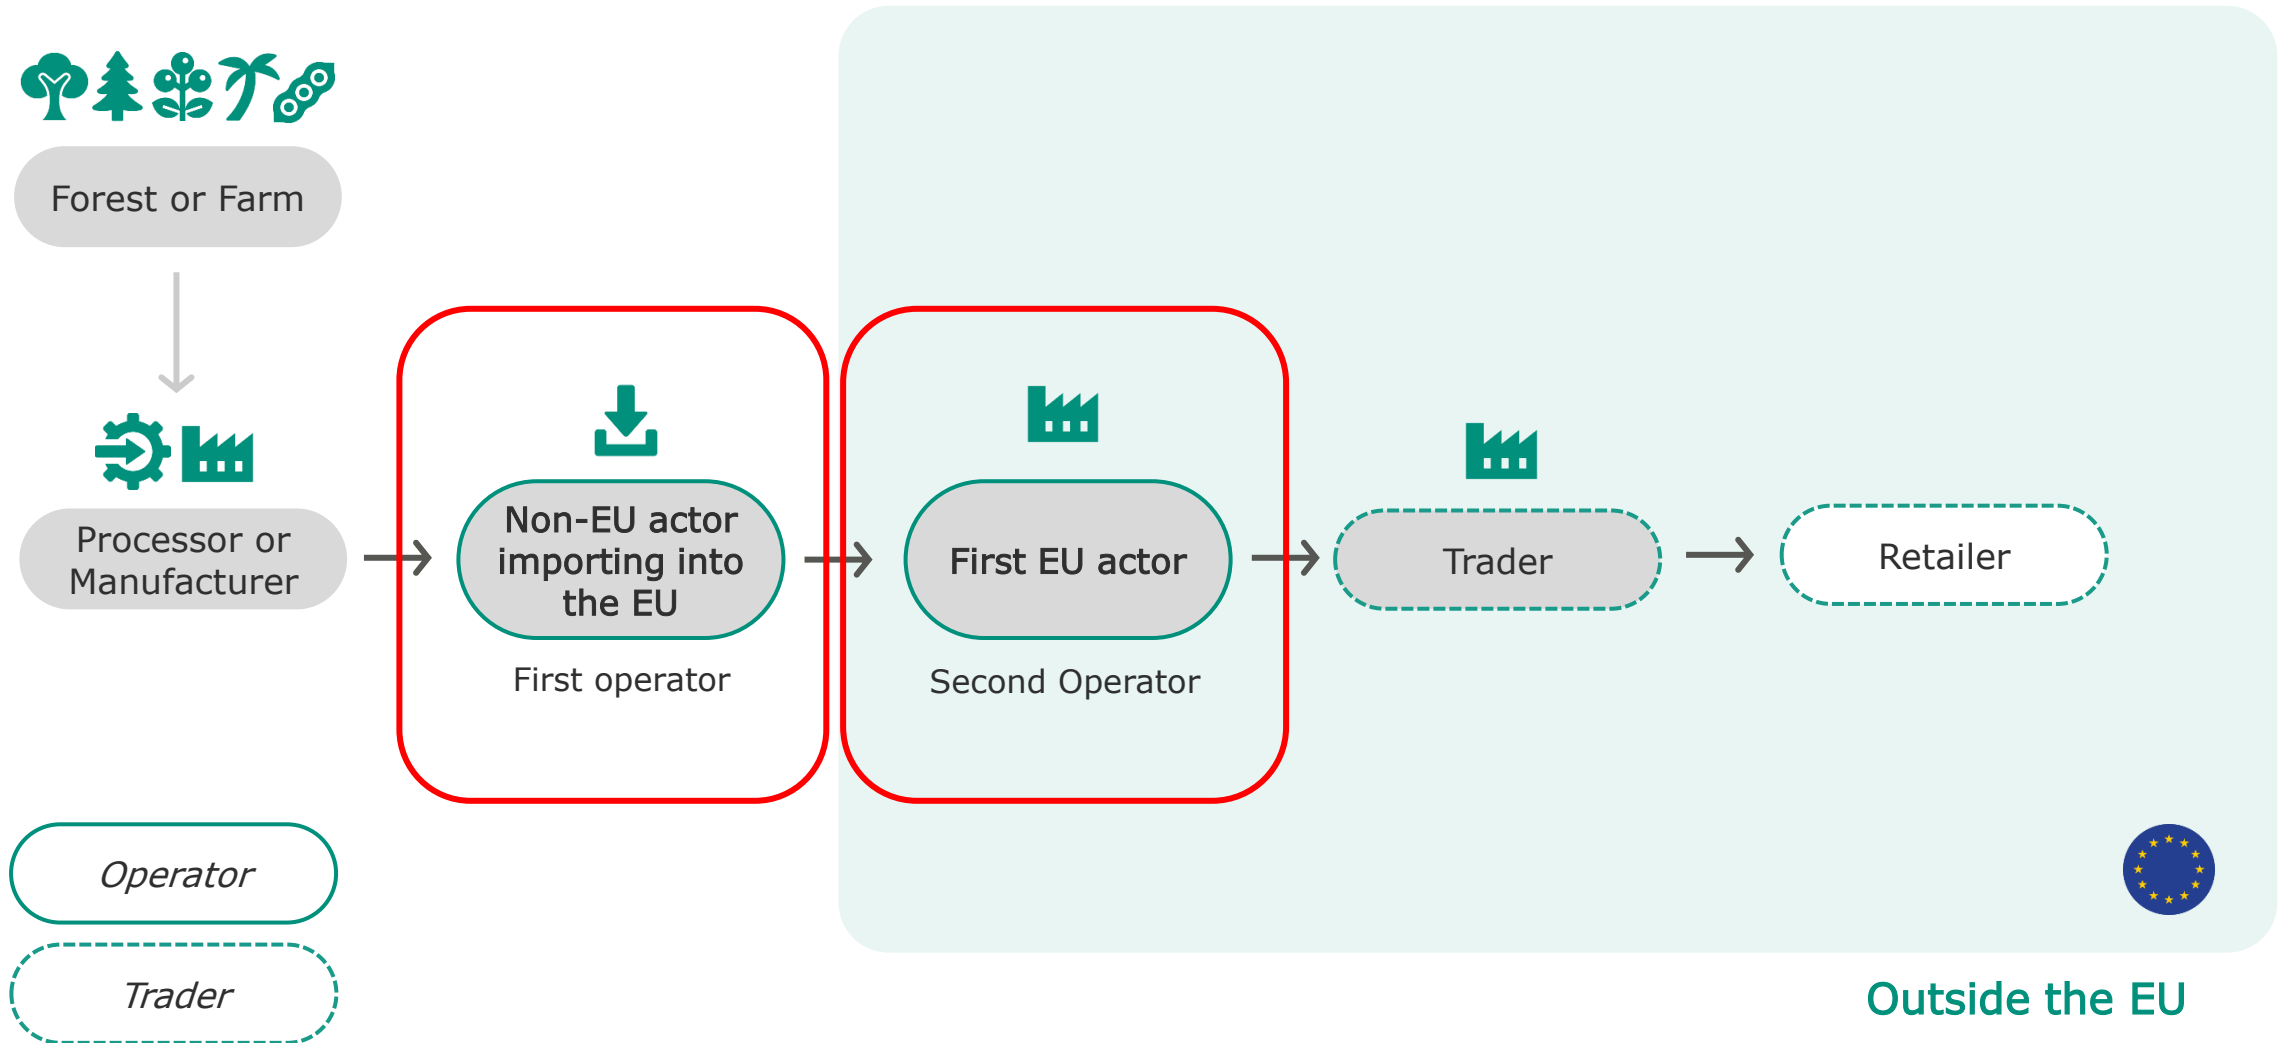 Forest or Farm
Processor or
Manufacturer
Non-EU actor
importing into
the EU
First operator
First EU actor
Second Operator
Trader
Retailer
Operator
Trader
Outside the EU